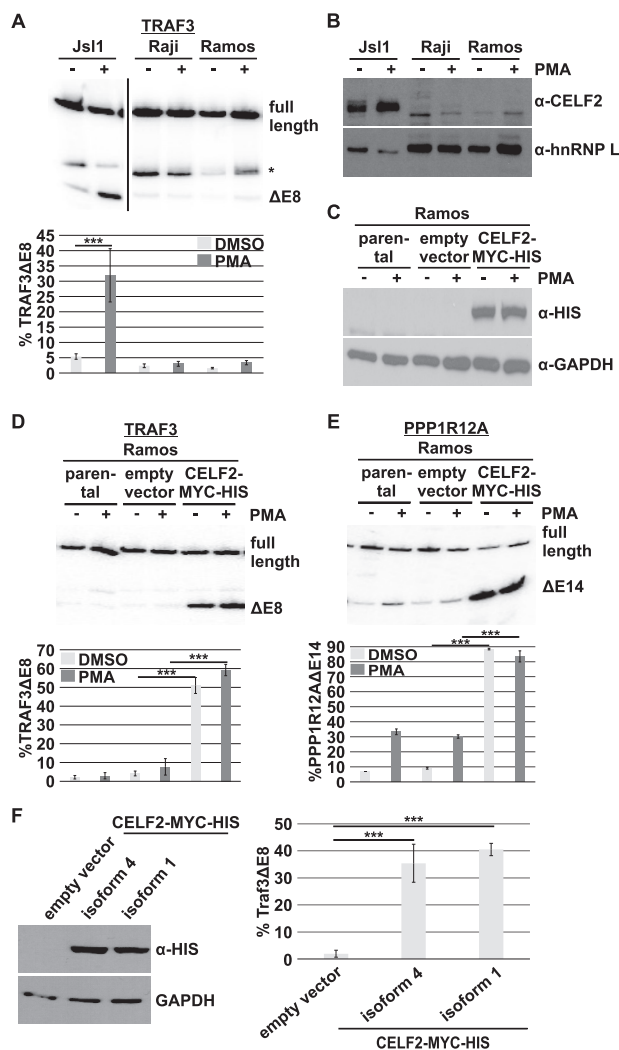 A
TRAF3
Jsl1 Raji Ramos
- + - + - +
full
length
*
ΔE8
45
40
35
30
25
20
15
10
5
0
% TRAF3ΔE8
***
DMSO
PMA
B
Jsl1 Raji Ramos
- + - + - + PMA
α-CELF2
α-hnRNP L
C
Ramos
paren-
tal
empty
vector
CELF2-
MYC-HIS
- + - + - + PMA
α-HIS
α-GAPDH
D
TRAF3
Ramos
paren-
tal
empty
vector
CELF2-
MYC-HIS
- + - + - + PMA
full
length
ΔE8
70
60
50
40
30
20
10
0
%TRAF3ΔE8
DMSO
PMA
***
***
E
PPP1R12A
Ramos
paren-
tal
empty
vector
CELF2-
MYC-HIS
- + - + - + PMA
full
length
ΔE14
90
80
70
60
50
40
30
20
10
0
%PPP1R12AΔE14
DMSO
PMA
***
***
F
CELF2-MYC-HIS
empty vector
isoform 4
isoform 1
α-HIS
GAPDH
50
40
30
20
10
0
% Traf3ΔE8
***
***
empty vector
isoform 4
isoform 1
CELF2-MYC-HIS